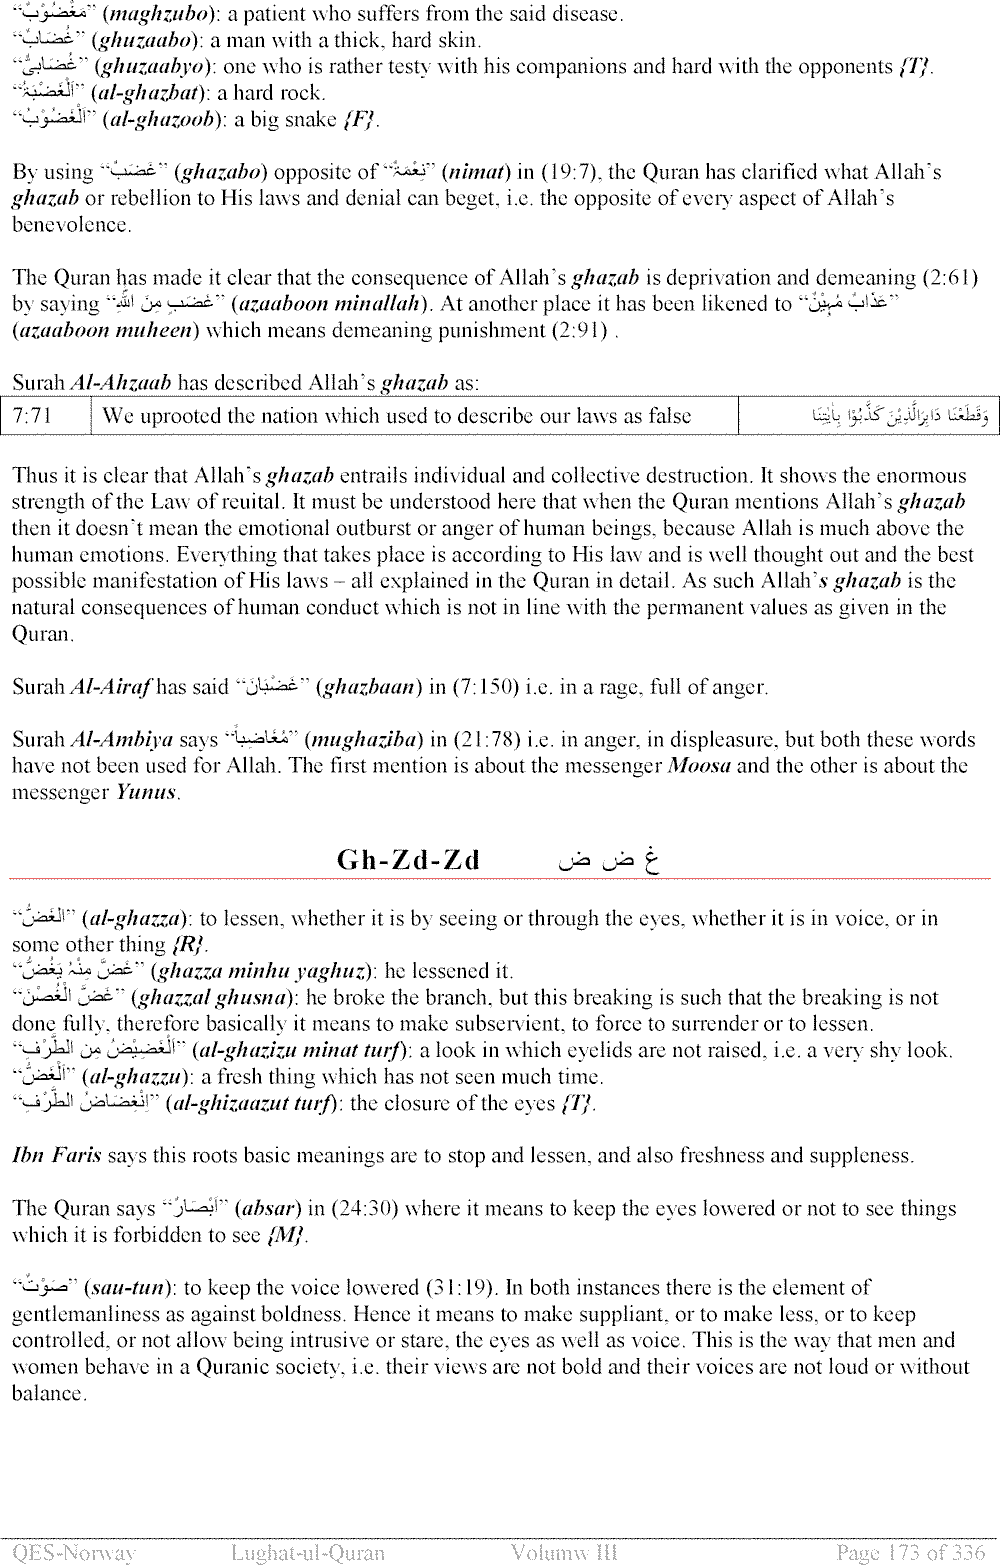 “مَغْضُوْبٌ” (maghzubo): a patient who suffers from the said disease.
“غُضَابٌ” (ghuzaabo): a man with a thick, hard skin.
“غُضَابِیٌّ” (ghuzaabyo): one who is rather testy with his companions and hard with the opponents {T}.
“اَلْغَضْبَۃُ” (al-ghazbat): a hard rock.
“اَلْغَضُوْبُ” (al-ghazoob): a big snake {F}.
By using “غَضَبٌ” (ghazabo) opposite of “نِعْمَۃٌ” (nimat) in (19:7), the Quran has clarified what Allah’s
ghazab or rebellion to His laws and denial can beget, i.e. the opposite of every aspect of Allah’s
benevolence.
The Quran has made it clear that the consequence of Allah’s ghazab is deprivation and demeaning (2:61)
by saying “غَضَبٍ مِنَ اللّٰہِ” (azaaboon minallah). At another place it has been likened to “عَذَابٌ مُہِیْنٌ”
(azaaboon muheen) which means demeaning punishment (2:91) .
Surah Al-Ahzaab has described Allah’s ghazab as:
7:71 We uprooted the nation which used to describe our laws as false وَقَطَعْنَا دَابِرَالَّذِیْنَ کَذَّبُوْا بِاٰیٰتِنَا
Thus it is clear that Allah’s ghazab entrails individual and collective destruction. It shows the enormous
strength of the Law of reuital. It must be understood here that when the Quran mentions Allah’s ghazab
then it doesn’t mean the emotional outburst or anger of human beings, because Allah is much above the
human emotions. Everything that takes place is according to His law and is well thought out and the best
possible manifestation of His laws – all explained in the Quran in detail. As such Allah’s ghazab is the
natural consequences of human conduct which is not in line with the permanent values as given in the
Quran.
Surah Al-Airaf has said “غَضْبَانَ” (ghazbaan) in (7:150) i.e. in a rage, full of anger.
Surah Al-Ambiya says “مُغَاضِباً” (mughaziba) in (21:78) i.e. in anger, in displeasure, but both these words
have not been used for Allah. The first mention is about the messenger Moosa and the other is about the
messenger Yunus.
Gh-Zd-Zd غ ض ض
“الَغَضُّ” (al-ghazza): to lessen, whether it is by seeing or through the eyes, whether it is in voice, or in
some other thing {R}.
“غَضَّ مِنْہُ یَغُضُّ” (ghazza minhu yaghuz): he lessened it.
“غَضَّ الْغُصْنَ” (ghazzal ghusna): he broke the branch, but this breaking is such that the breaking is not
done fully, therefore basically it means to make subservient, to force to surrender or to lessen.
“اَلْغَضِیْضُ مِن الطَّرْفِ” (al-ghazizu minat turf): a look in which eyelids are not raised, i.e. a very shy look.
“اَلْغَضُّ” (al-ghazzu): a fresh thing which has not seen much time.
“اِنْغِضَاضُ الطَّرْفِ” (al-ghizaazut turf): the closure of the eyes {T}.
Ibn Faris says this roots basic meanings are to stop and lessen, and also freshness and suppleness.
The Quran says “اَبْصَارٌ” (absar) in (24:30) where it means to keep the eyes lowered or not to see things
which it is forbidden to see {M}.
“صَوْتٌ” (sau-tun): to keep the voice lowered (31:19). In both instances there is the element of
gentlemanliness as against boldness. Hence it means to make suppliant, or to make less, or to keep
controlled, or not allow being intrusive or stare, the eyes as well as voice. This is the way that men and
women behave in a Quranic society, i.e. their views are not bold and their voices are not loud or without
balance.
QES-Norway Lughat-ul-Quran Volumw III Page 173 of 336